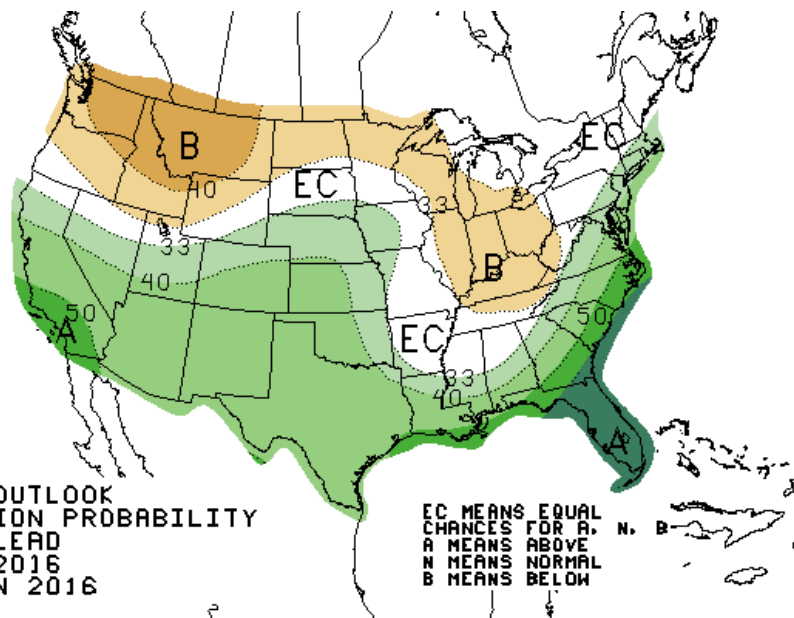 EC
B
40
EC
33
33
B
40
50
50
A
EC
33
40
A
OUTLOOK
ION PROBABILITY
LEAD
2016
N 2016
EC MEANS EQUAL
CHANCES FOR A, N, B
A MEANS ABOVE
N MEANS NORMAL
B MEANS BELOW